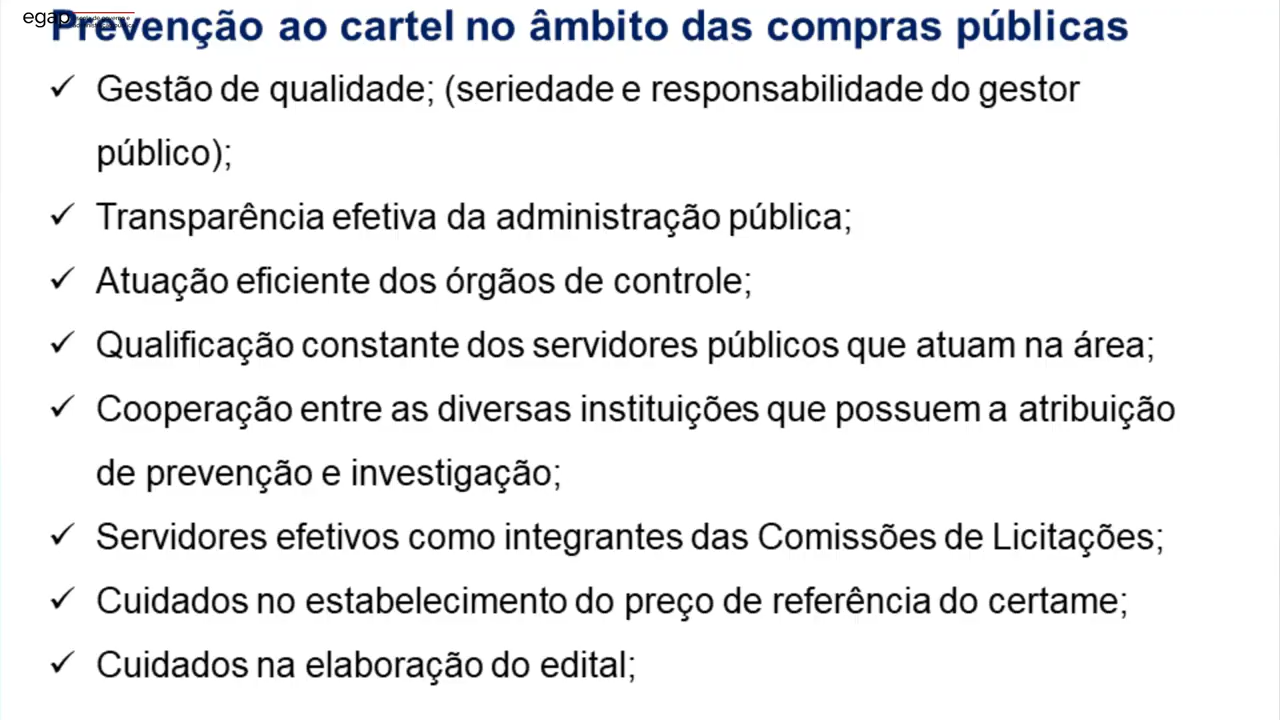 egap
Prevenção ao cartel no âmbito das compras públicas
✓ Gestão de qualidade; (seriedade e responsabilidade do gestor
público);
✓ Transparência efetiva da administração pública;
✓ Atuação eficiente dos órgãos de controle;
✓ Qualificação constante dos servidores públicos que atuam na área;
✓ Cooperação entre as diversas instituições que possuem a atribuição
de prevenção e investigação;
✓ Servidores efetivos como integrantes das Comissões de Licitações;
✓ Cuidados no estabelecimento do preço de referência do certame;
✓ Cuidados na elaboração do edital;